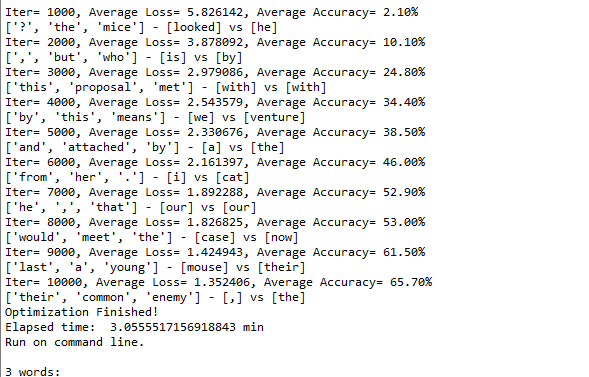 Iter= 1000, Average Loss= 5.826142, Average Accuracy= 2.10%
['?', 'the', 'mice'] - [looked] vs [he]
Iter= 2000, Average Loss= 3.878092, Average Accuracy= 10.10%
[',', 'but', 'who'] - [is] vs [by]
Iter= 3000, Average Loss= 2.979086, Average Accuracy= 24.80%
['this', 'proposal', 'met'] - [with] vs [with]
Iter= 4000, Average Loss= 2.543579, Average Accuracy= 34.40%
['by', 'this', 'means'] - [we] vs [venture]
Iter= 5000, Average Loss= 2.330676, Average Accuracy= 38.50%
['and', 'attached', 'by'] - [a] vs [the]
Iter= 6000, Average Loss= 2.161397, Average Accuracy= 46.00%
['from', 'her', '.'] - [i] vs [cat]
Iter= 7000, Average Loss= 1.892288, Average Accuracy= 52.90%
['he', ',', 'that'] - [our] vs [our]
Iter= 8000, Average Loss= 1.826825, Average Accuracy= 53.00%
['would', 'meet', 'the'] - [case] vs [now]
Iter= 9000, Average Loss= 1.424943, Average Accuracy= 61.50%
['last', 'a', 'young'] - [mouse] vs [their]
Iter= 10000, Average Loss= 1.352406, Average Accuracy= 65.70%
['their', 'common', 'enemy'] - [,] vs [the]
Optimization Finished!
Elapsed time:  3.0555517156918843 min
Run on command line.
3 words: